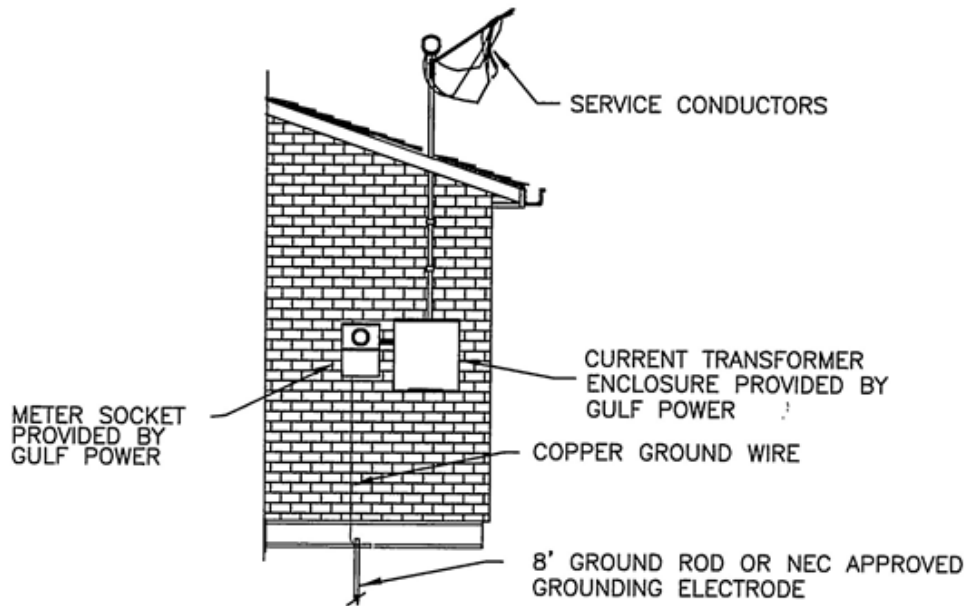 SERVICE CONDUCTORS
CURRENT TRANSFORMER
ENCLOSURE PROVIDED BY
GULF POWER
METER SOCKET
PROVIDED BY
GULF POWER
COPPER GROUND WIRE
8' GROUND ROD OR NEC APPROVED
GROUNDING ELECTRODE